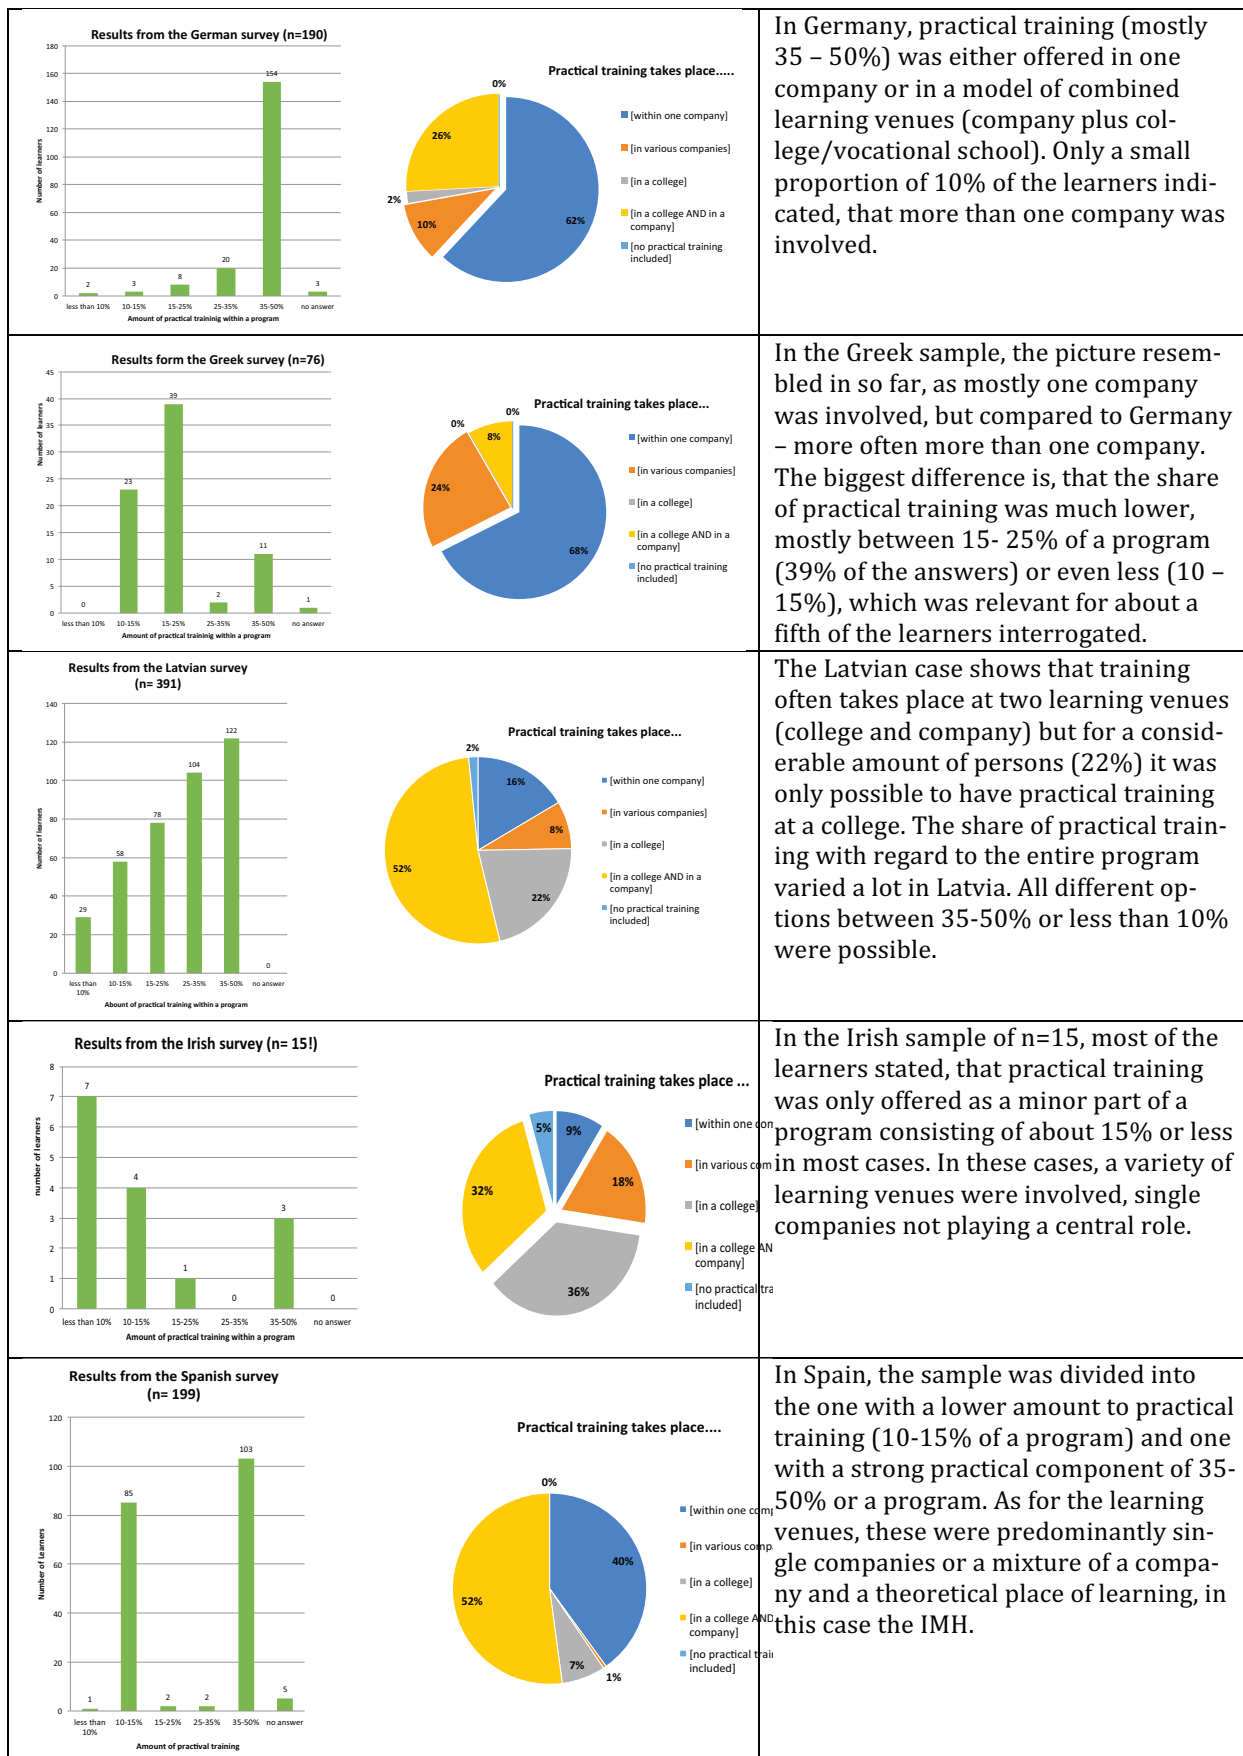 Results from the German survey (n=190)
180
160
140
120
100
80
60
40
20
0
Number of learners
2
3
8
20
154
3
less than 10%
10-15%
15-25%
25-35%
35-50%
no answer
Amount of practical traininig within a program
Practical training takes place.....
0%
26%
2%
10%
62%
[within one company]
[in various companies]
[in a college]
[in a college AND in a
company]
[no practical training
included]
In Germany, practical training (mostly
35 – 50%) was either offered in one
company or in a model of combined
learning venues (company plus col-
lege/vocational school). Only a small
proportion of 10% of the learners indi-
cated, that more than one company was
involved.
Results form the Greek survey (n=76)
45
40
35
30
25
20
15
10
5
0
Number of learners
0
23
39
2
11
1
less than 10%
10-15%
15-25%
25-35%
35-50%
no answer
Amount of practical traininig within a program
Practical training takes place...
0%
0%
8%
24%
68%
[within one company]
[in various companies]
[in a college]
[in a college AND in a
company]
[no practical training
included]
In the Greek sample, the picture resem-
bled in so far, as mostly one company
was involved, but compared to Germany
– more often more than one company.
The biggest difference is, that the share
of practical training was much lower,
mostly between 15- 25% of a program
(39% of the answers) or even less (10 –
15%), which was relevant for about a
fifth of the learners interrogated.
Results from the Latvian survey
(n= 391)
140
120
100
80
60
40
20
0
Number of learners
29
58
78
104
122
0
less than
10%
10-15%
15-25%
25-35%
35-50%
no answer
Abount of practical training within a program
Practical training takes place...
2%
16%
8%
22%
52%
[within one company]
[in various companies]
[in a college]
[in a college AND in a
company]
[no practical training
included]
The Latvian case shows that training
often takes place at two learning venues
(college and company) but for a consid-
erable amount of persons (22%) it was
only possible to have practical training
at a college. The share of practical train-
ing with regard to the entire program
varied a lot in Latvia. All different op-
tions between 35-50% or less than 10%
were possible.
Results from the Irish survey (n= 15!)
8
7
6
5
4
3
2
1
0
number of learners
7
4
1
0
3
0
less than 10%
10-15%
15-25%
25-35%
35-50%
no answer
Amount of practical training within a program
Practical training takes place ...
5%
9%
18%
36%
32%
[within one com
[in various com
[in a college]
[in a college AN
company]
[no practical tra
included]
In the Irish sample of n=15, most of the
learners stated, that practical training
was only offered as a minor part of a
program consisting of about 15% or less
in most cases. In these cases, a variety of
learning venues were involved, single
companies not playing a central role.
Results from the Spanish survey
(n= 199)
120
100
80
60
40
20
0
Number of Learners
1
85
2
2
103
5
less than
10%
10-15%
15-25%
25-35%
35-50%
no answer
Amount of practival training
Practical training takes place....
0%
40%
1%
7%
52%
[within one comp
[in various comp
[in a college]
[in a college AND
company]
[no practical trai
included]
In Spain, the sample was divided into
the one with a lower amount to practical
training (10-15% of a program) and one
with a strong practical component of 35-
50% or a program. As for the learning
venues, these were predominantly sin-
gle companies or a mixture of a compa-
ny and a theoretical place of learning, in
this case the IMH.